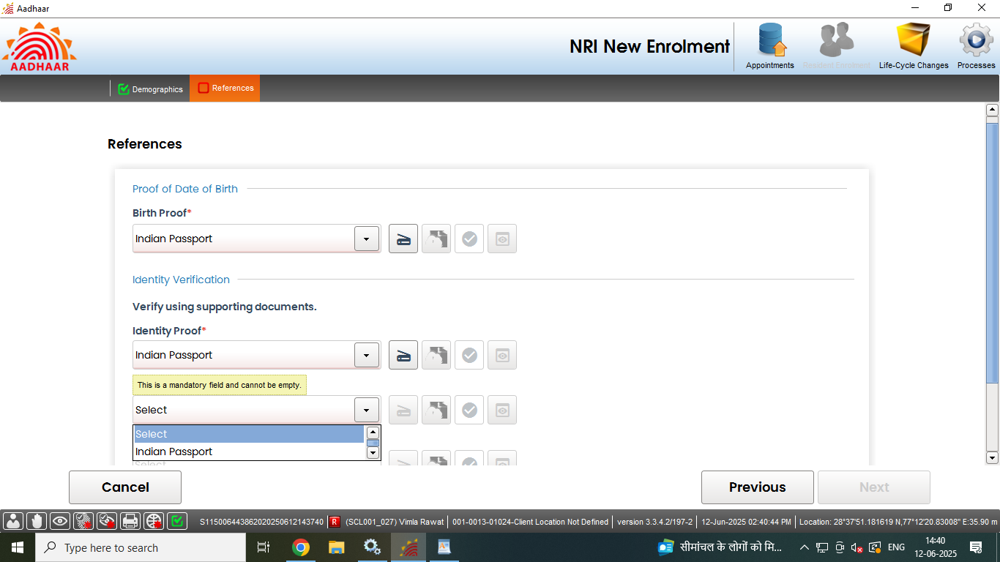 Aadhaar
AADHAAR
NRI New Enrolment
Appointments
Resident Enrolment
Life-Cycle Changes
Processes
Demographics
References
References
Proof of Date of Birth
Birth Proof*
Indian Passport
Identity Verification
Verify using supporting documents.
Identity Proof*
Indian Passport
This is a mandatory field and cannot be empty.
Select
Select
Indian Passport
Select
Cancel
Previous
Next
S115006443862020250612143740 R (SCL001_027) Vimla Rawat 001-0013-01024-Client Location Not Defined version 3.3.4.2/197-2 12-Jun-2025 02:40:44 PM Location: 28°37'51.181619 N,77°12'20.83008" E:35.90 m
Type here to search
सीमांचल के लोगों को मि...
ENG
14:40
12-06-2025